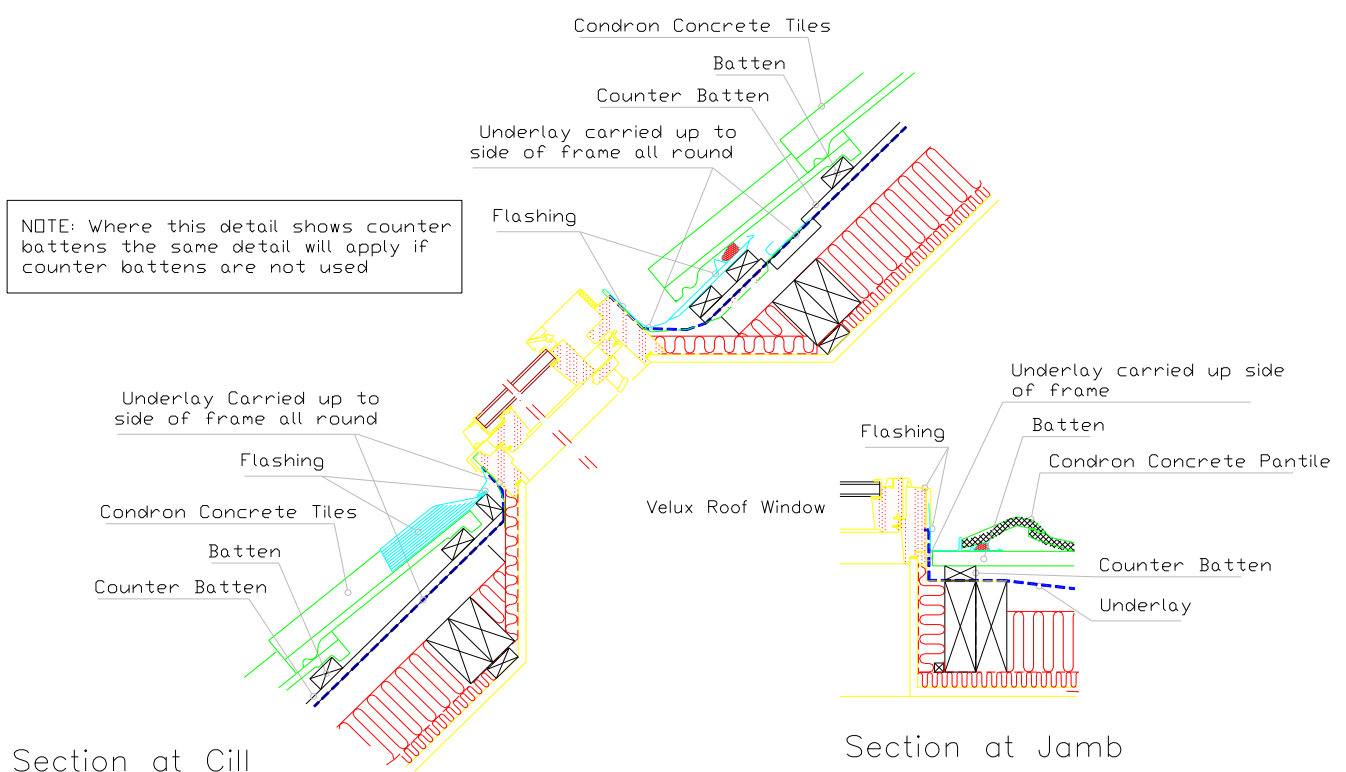 Condron Concrete Tiles
Batten
Counter Batten
Underlay carried up to
side of frame all round
Flashing
NOTE: Where this detail shows counter
battens the same detail will apply if
counter battens are not used
Underlay Carried up to
side of frame all round
Flashing
Condron Concrete Tiles
Batten
Counter Batten
Section at Cill
Velux Roof Window
Underlay carried up side
of frame
Flashing
Batten
Condron Concrete Pantile
Counter Batten
Underlay
Section at Jamb